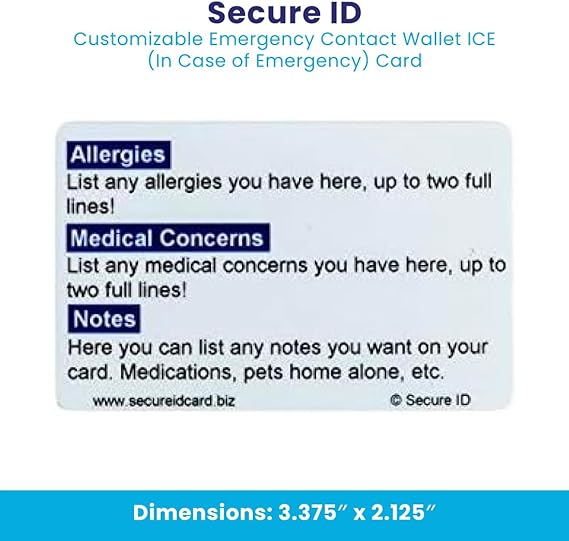 Secure ID
Customizable Emergency Contact Wallet ICE
(In Case of Emergency) Card
Allergies
List any allergies you have here, up to two full
lines!
Medical Concerns
List any medical concerns you have here, up to
two full lines!
Notes
Here you can list any notes you want on your
card. Medications, pets home alone, etc.
www.secureidcard.biz © Secure ID
Dimensions: 3.375″ x 2.125″